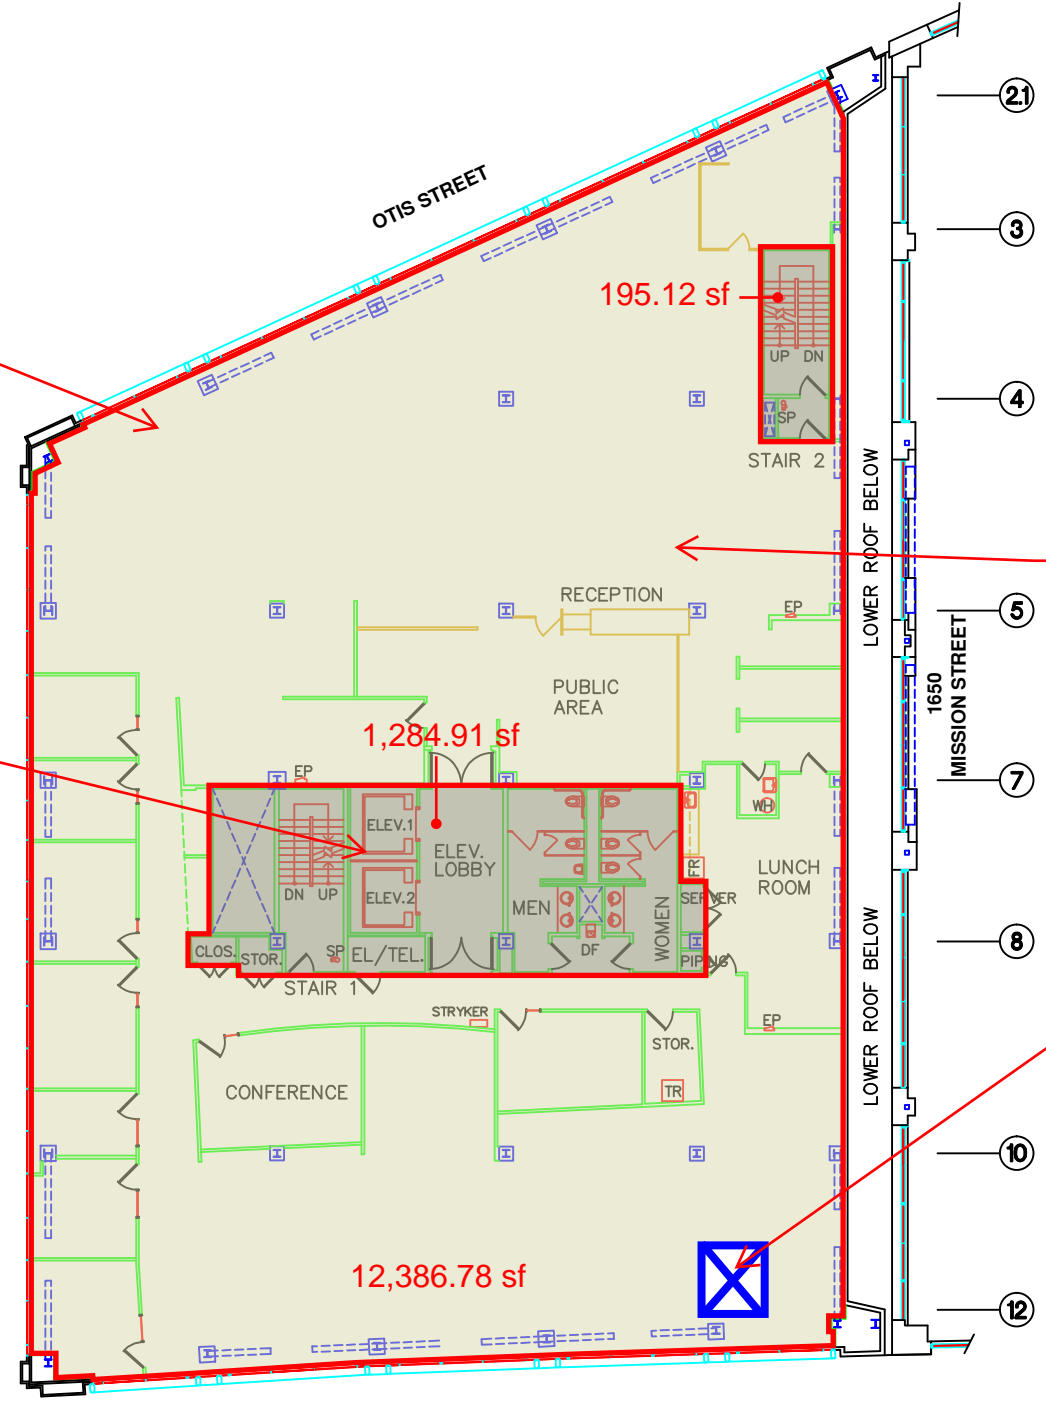 2.1
OTIS STREET
3
195.12 sf
UP DN
4
SP
STAIR 2
LOWER ROOF BELOW
RECEPTION
EP
5
1650
MISSION STREET
PUBLIC
AREA
1,284.91 sf
EP
7
WH
ELEV.1
ELEV.
LOBBY
FR
LUNCH
ROOM
DN UP
ELEV.2
MEN
WOMEN
SERVER
8
CLOS.
STOR.
SP
EL/TEL.
DF
PIPING
STAIR 1
LOWER ROOF BELOW
STRYKER
EP
STOR.
CONFERENCE
TR
10
12,386.78 sf
12